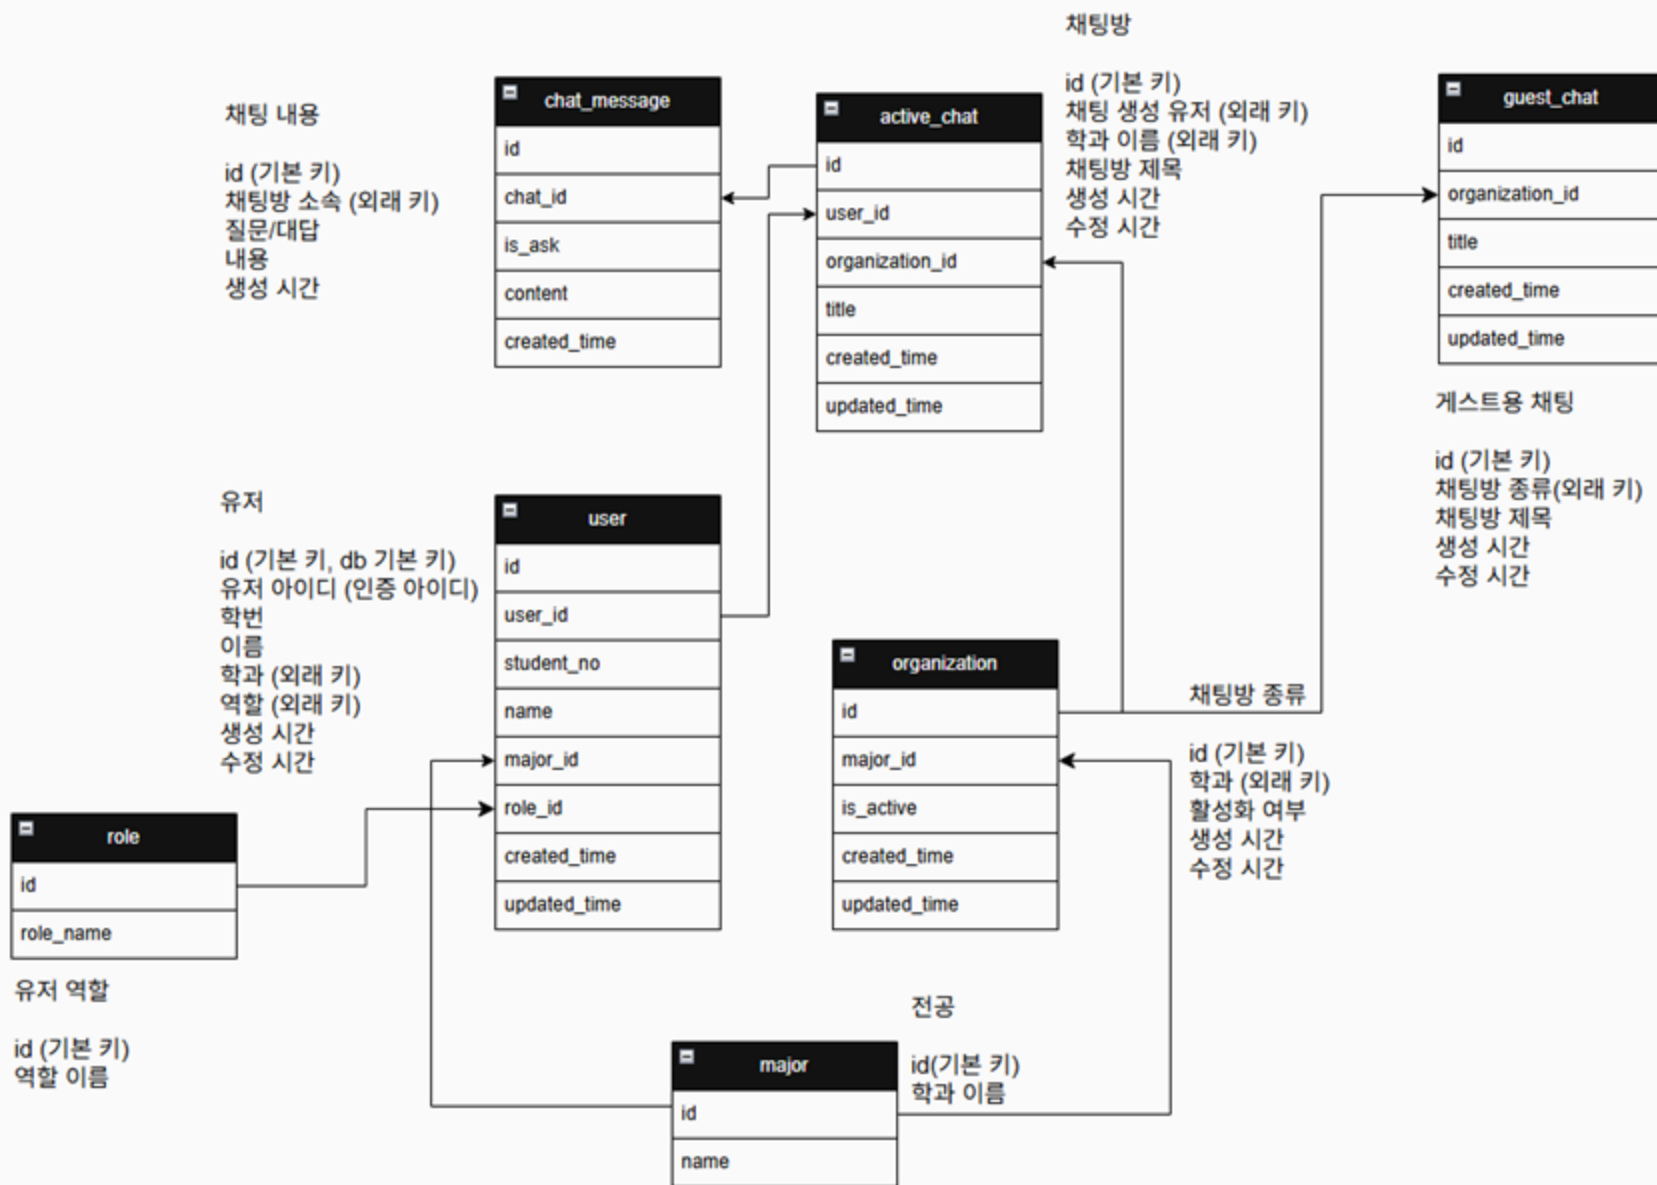 채팅 내용
id (기본 키)
채팅방 소속 (외래 키)
질문/대답
내용
생성 시간
chat_message
id
chat_id
is_ask
content
created_time
active_chat
id
user_id
organization_id
title
created_time
updated_time
채팅방
id (기본 키)
채팅 생성 유저 (외래 키)
학과 이름 (외래 키)
채팅방 제목
생성 시간
수정 시간
guest_chat
id
organization_id
title
created_time
updated_time
게스트용 채팅
id (기본 키)
채팅방 종류(외래 키)
채팅방 제목
생성 시간
수정 시간
유저
id (기본 키, db 기본 키)
유저 아이디 (인증 아이디)
학번
이름
학과 (외래 키)
역할 (외래 키)
생성 시간
수정 시간
user
id
user_id
student_no
name
major_id
role_id
created_time
updated_time
organization
id
major_id
is_active
created_time
updated_time
채팅방 종류
id (기본 키)
학과 (외래 키)
활성화 여부
생성 시간
수정 시간
role
id
role_name
유저 역할
id (기본 키)
역할 이름
major
id
name
전공
id(기본 키)
학과 이름